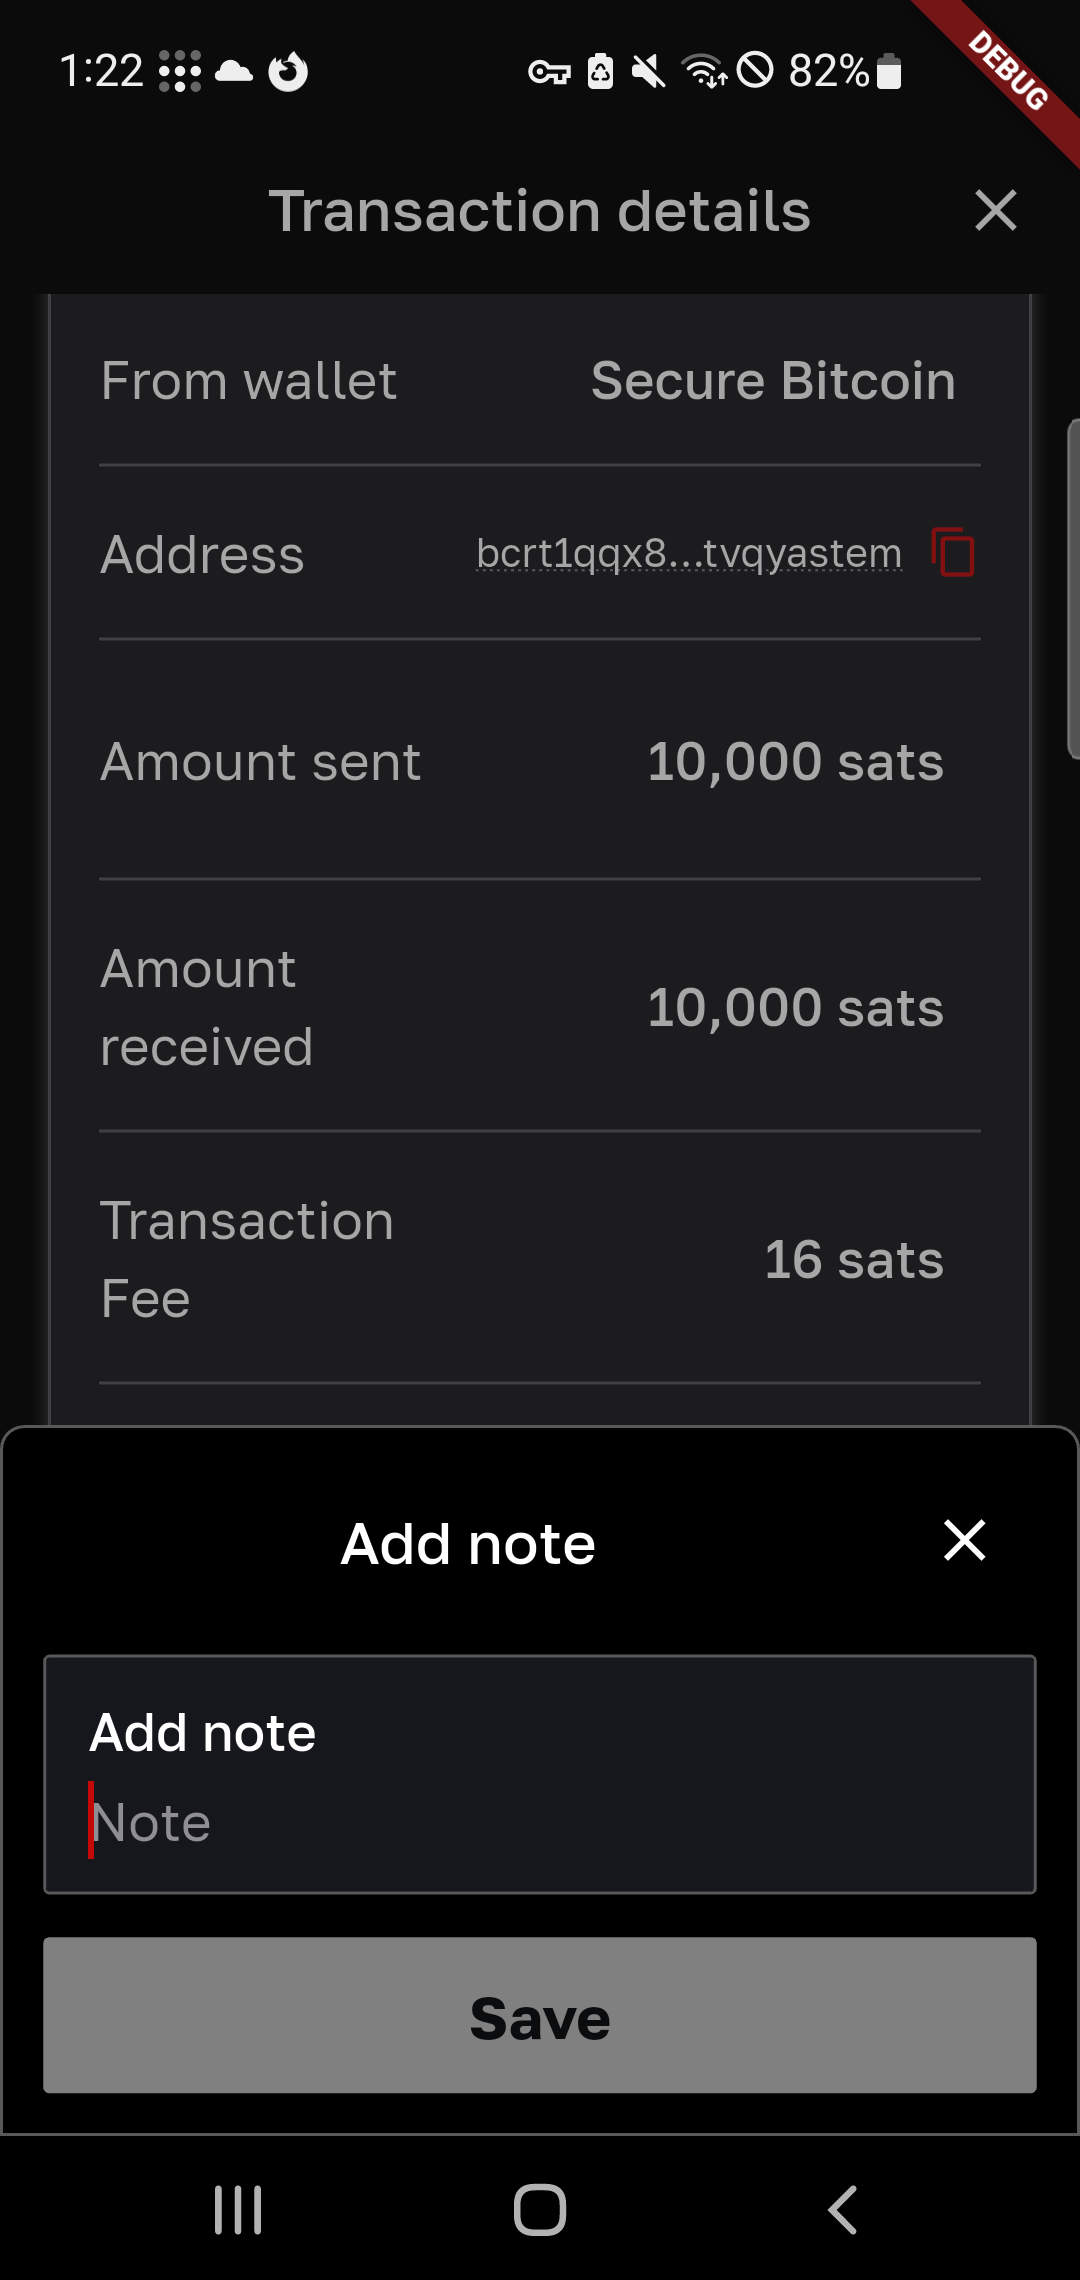 1:22 82%
DEBUG
Transaction details
From wallet Secure Bitcoin
Address bcrt1qqx8...tvqyastem
Amount sent 10,000 sats
Amount
received
10,000 sats
Transaction
Fee
16 sats
Add note
Add note
Note
Save